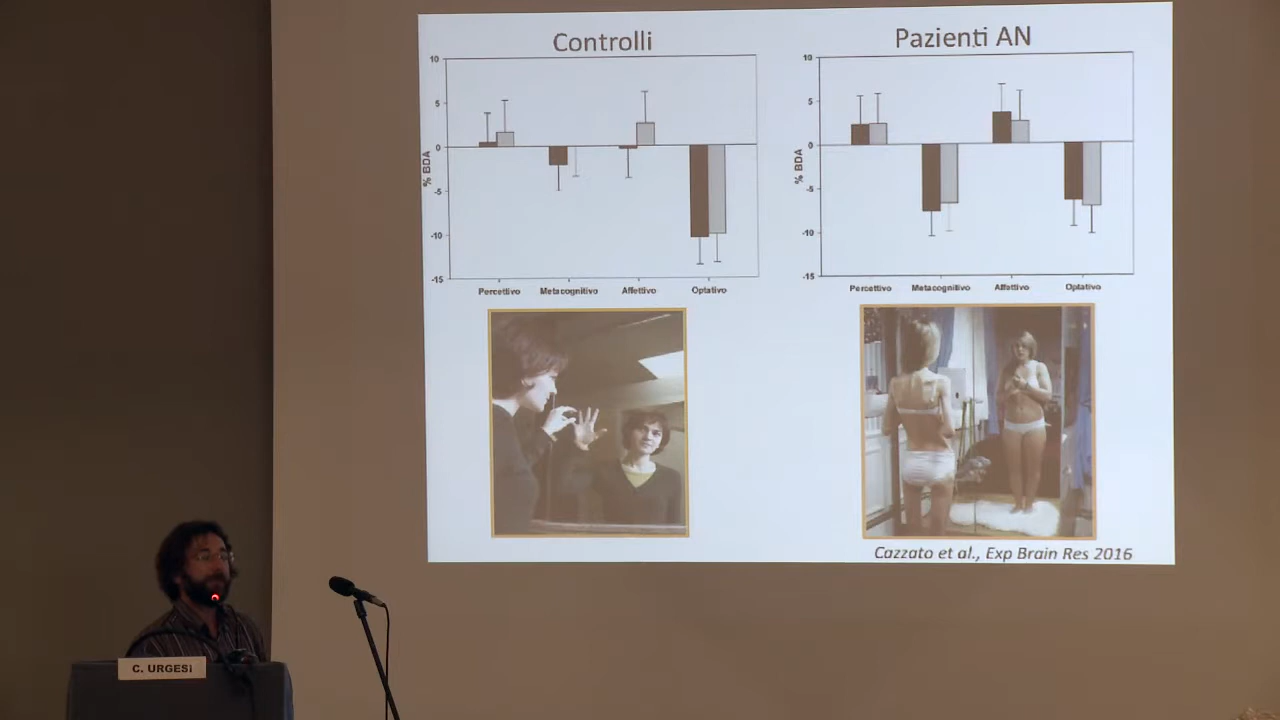 Controlli
10
5
0
-5
-10
-15
% BDA
Percettivo Metacognitivo Affettivo Optativo
Pazienti AN
10
5
0
-5
-10
-15
% BDA
Percettivo Metacognitivo Affettivo Optativo
Cazzato et al., Exp Brain Res 2016
C. URGESI